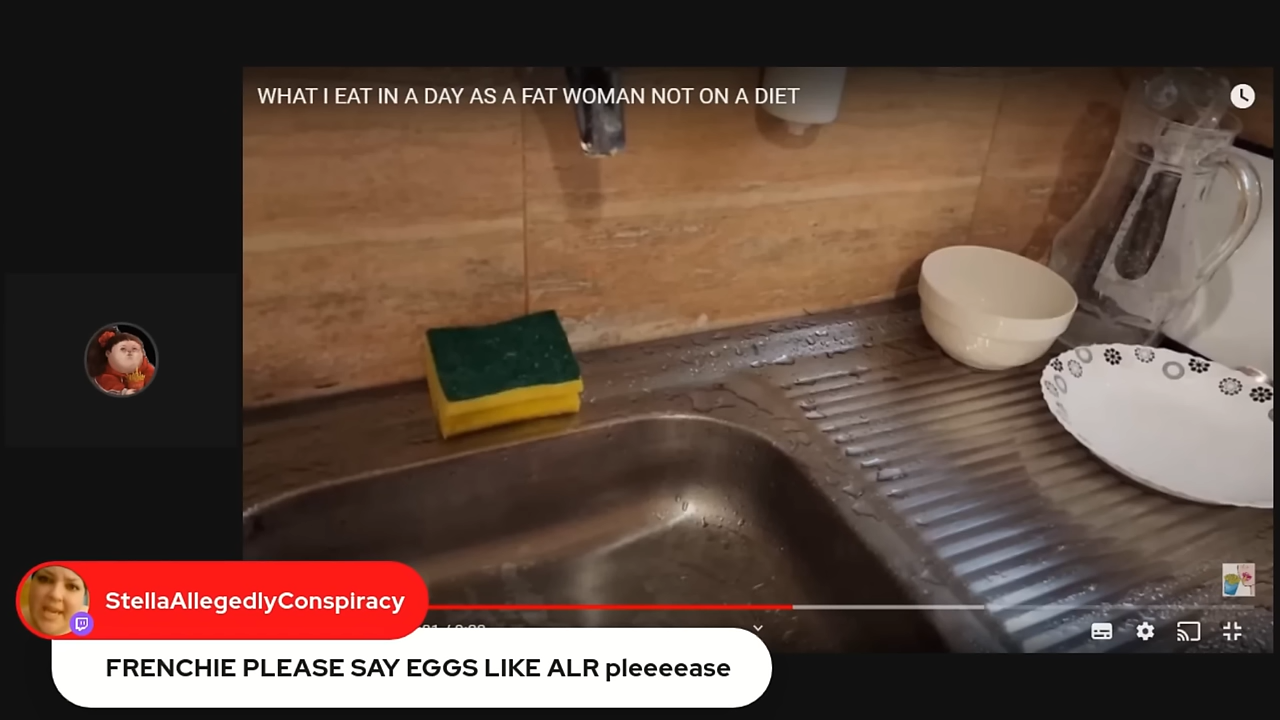 WHAT I EAT IN A DAY AS A FAT WOMAN NOT ON A DIET
StellaAllegedlyConspiracy
FRENCHIE PLEASE SAY EGGS LIKE ALR pleeeease